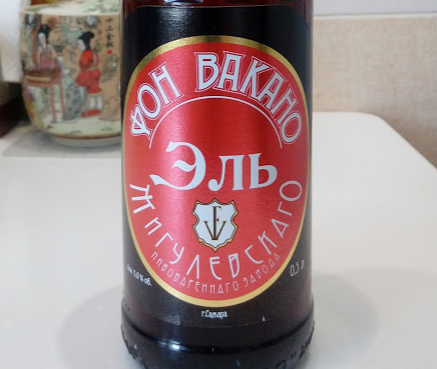 ФОН ВАКАНО
Эль
ЖИГУЛЕВСКАГО
ПИВОВАРЕННАГО ЗАВОДА
0,5 л
г.Самара